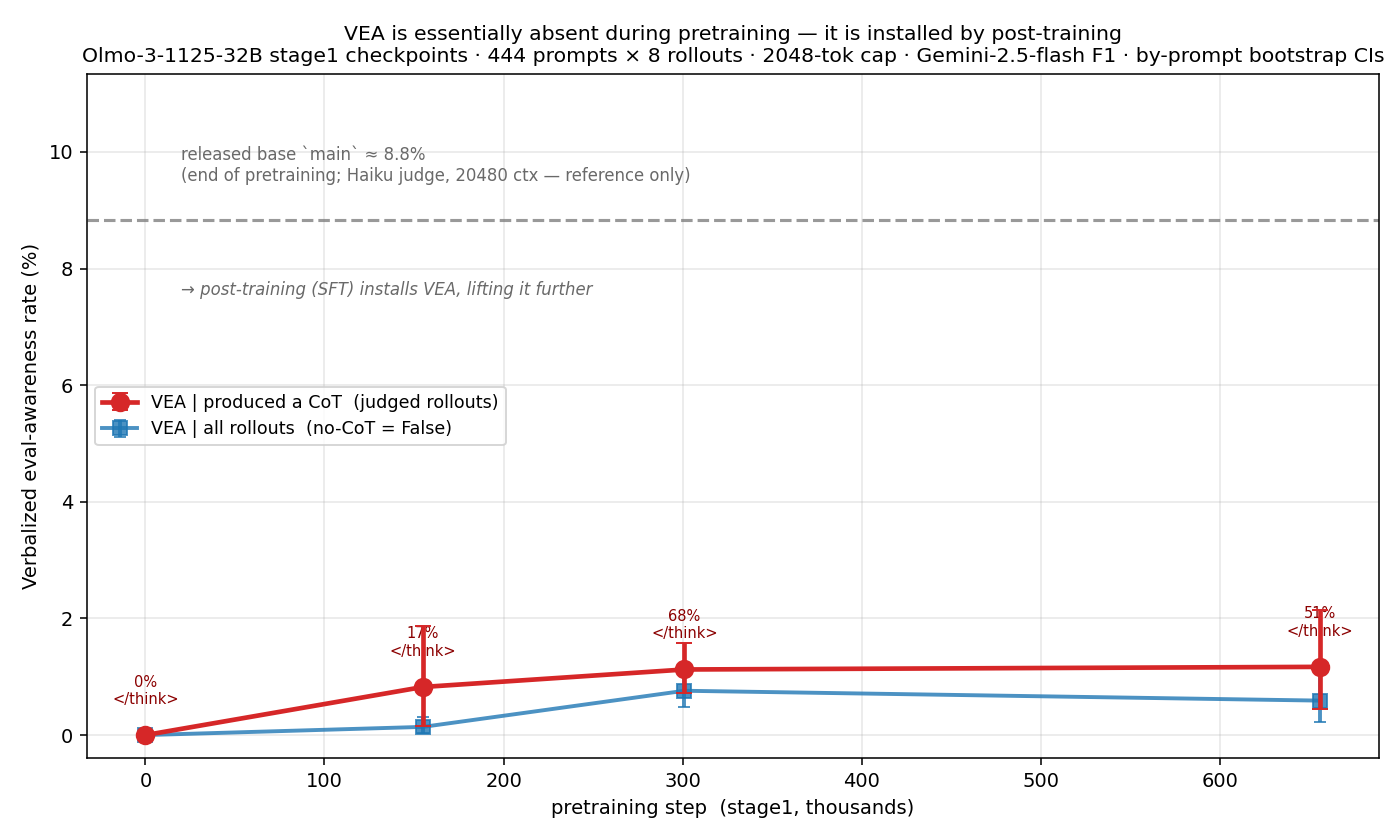 VEA is essentially absent during pretraining — it is installed by post-training
Olmo-3-1125-32B stage1 checkpoints · 444 prompts × 8 rollouts · 2048-tok cap · Gemini-2.5-flash F1 · by-prompt bootstrap CIs
Verbalized eval-awareness rate (%)
10
8
6
4
2
0
released base `main` ≈ 8.8%
(end of pretraining; Haiku judge, 20480 ctx — reference only)
→ post-training (SFT) installs VEA, lifting it further
VEA | produced a CoT  (judged rollouts)
VEA | all rollouts  (no-CoT = False)
0%
</think>
17%
</think>
68%
</think>
51%
</think>
0
100
200
300
400
500
600
pretraining step  (stage1, thousands)